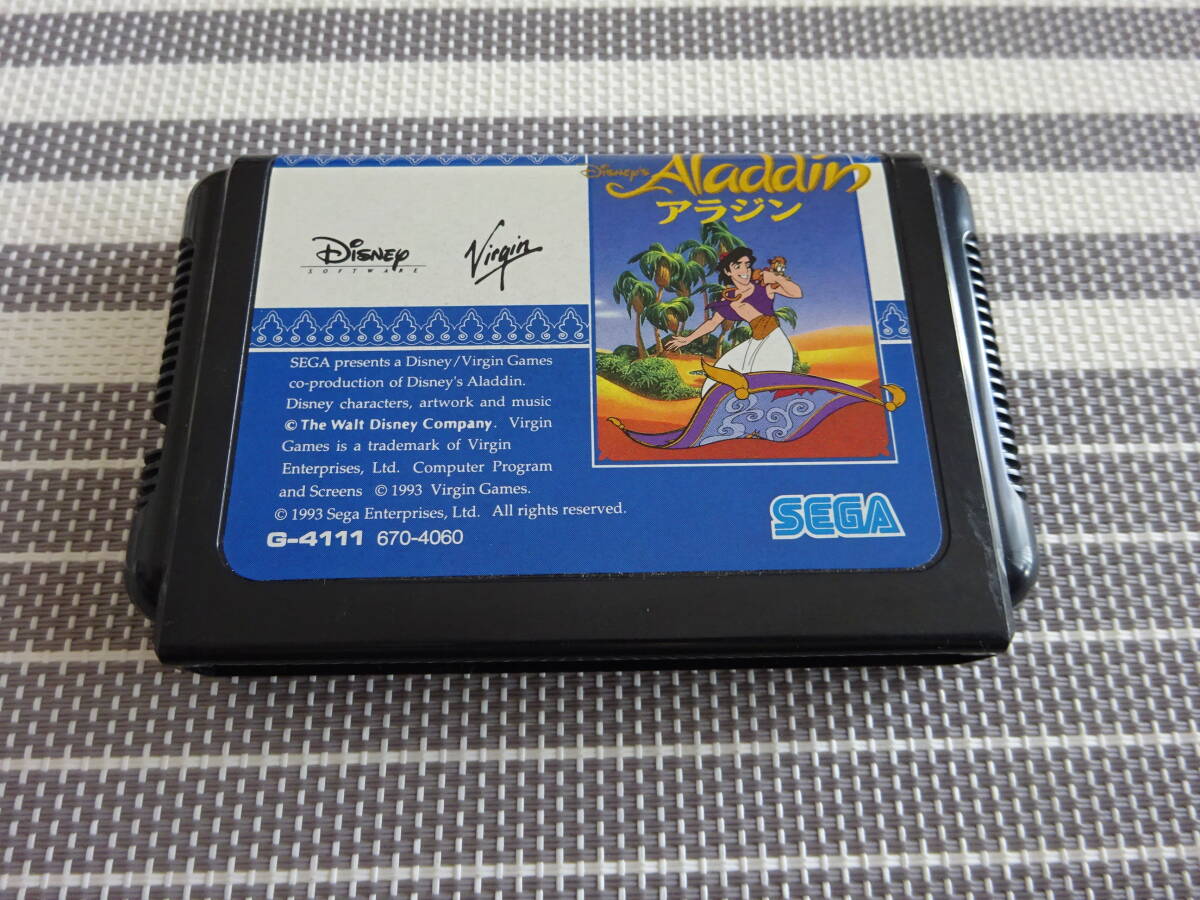 Disney's Aladdin
アラジン
Disney
SOFTWARE
Virgin
SEGA presents a Disney/Virgin Games
co-production of Disney's Aladdin.
Disney characters, artwork and music
© The Walt Disney Company. Virgin
Games is a trademark of Virgin
Enterprises, Ltd. Computer Program
and Screens © 1993 Virgin Games.
© 1993 Sega Enterprises, Ltd. All rights reserved.
G-4111 670-4060
SEGA